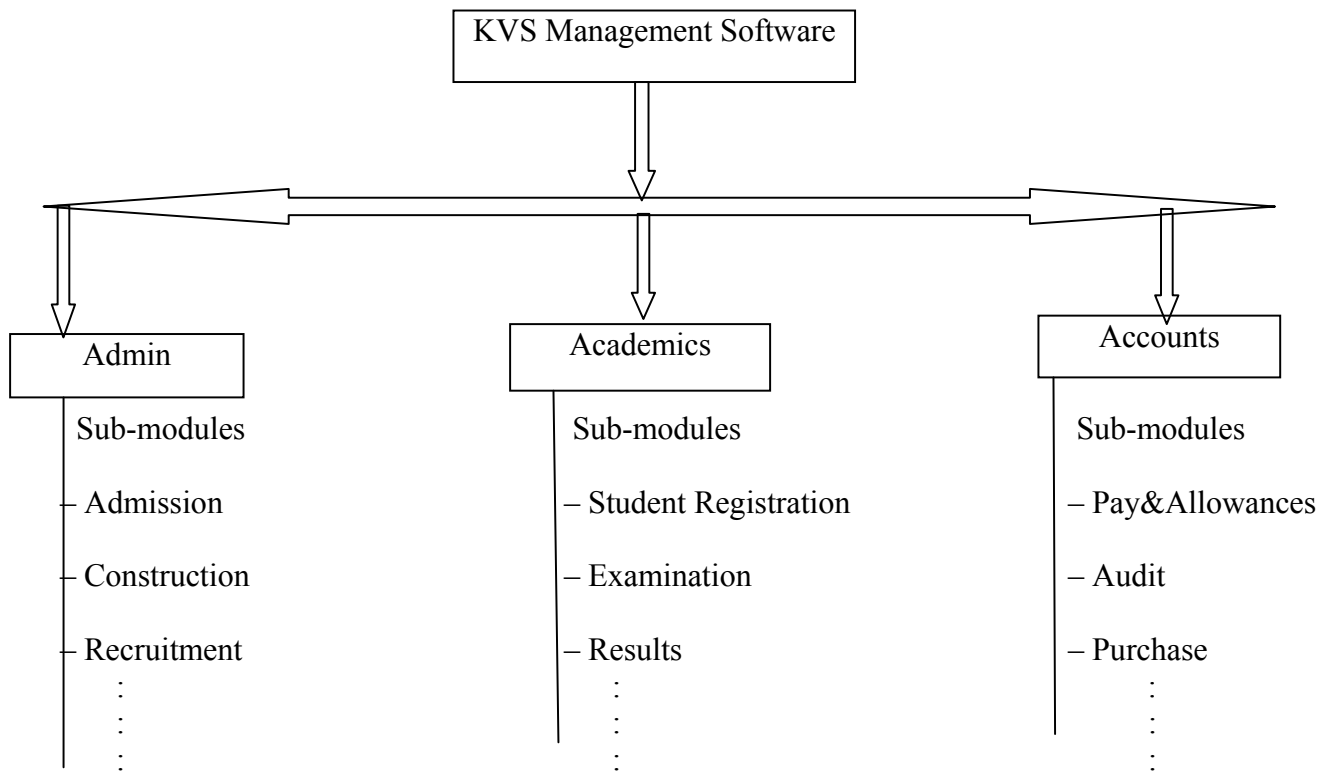 KVS Management Software
Admin
Sub-modules
– Admission
– Construction
– Recruitment
Academics
Sub-modules
– Student Registration
– Examination
– Results
Accounts
Sub-modules
– Pay&Allowances
– Audit
– Purchase